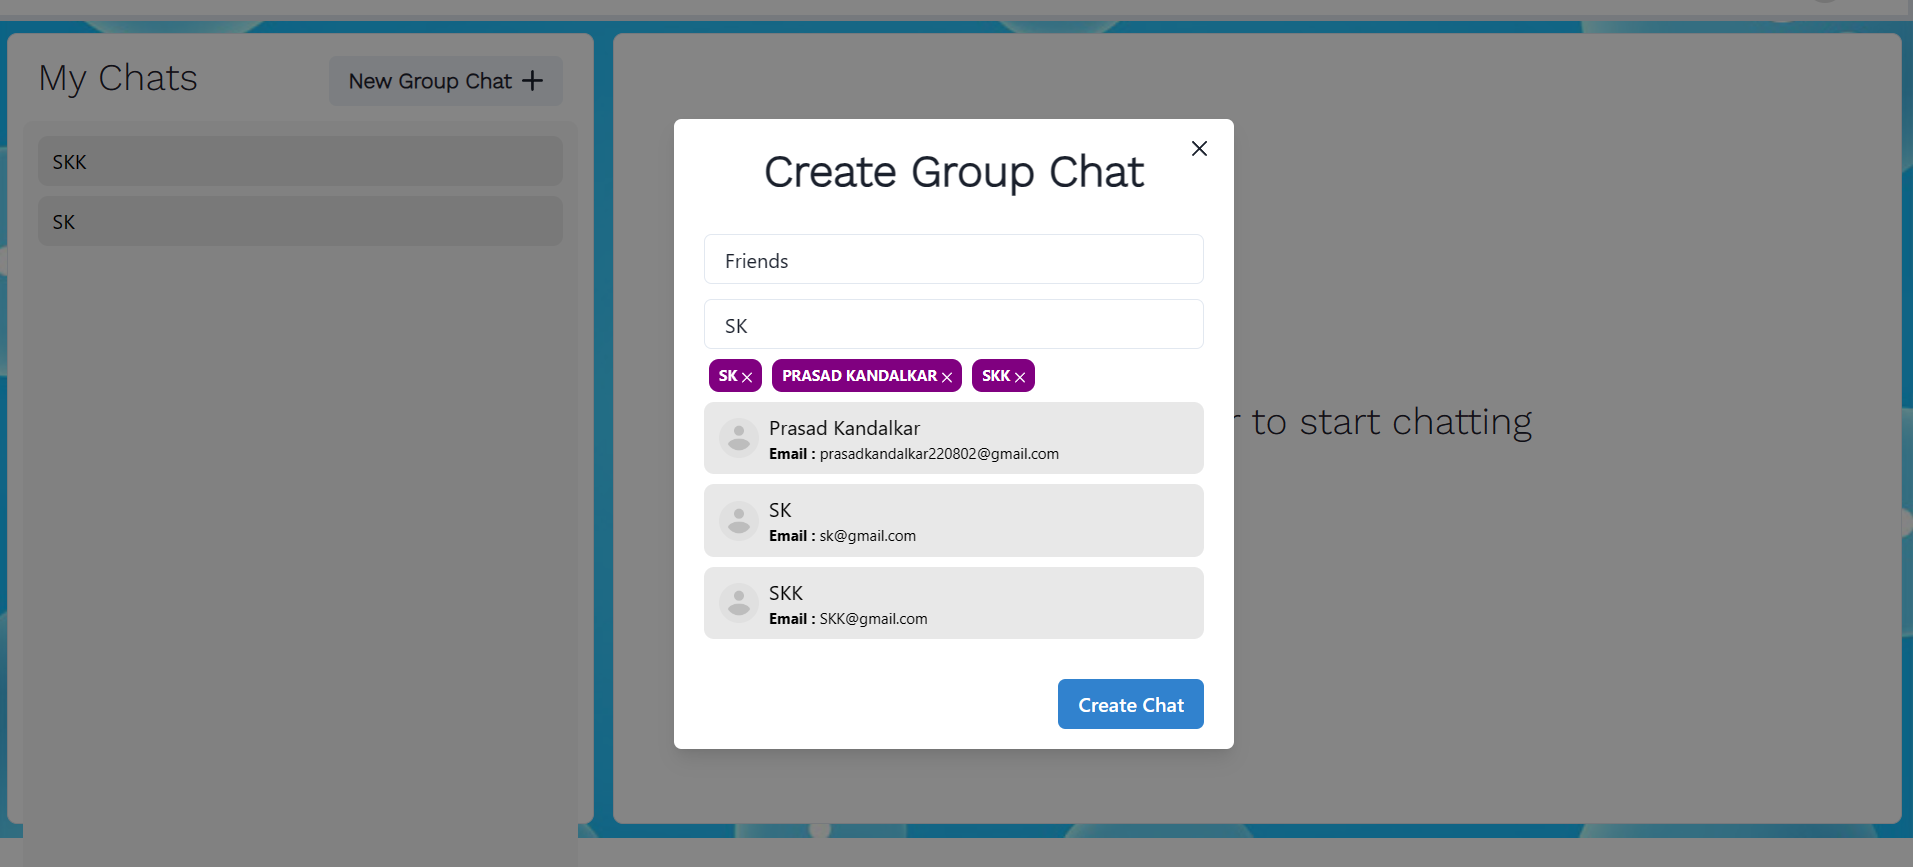 My Chats
New Group Chat
SKK
SK
Create Group Chat
Friends
SK
SK PRASAD KANDALKAR SKK
Prasad Kandalkar
Email : prasadkandalkar220802@gmail.com
SK
Email : sk@gmail.com
SKK
Email : SKK@gmail.com
Create Chat
to start chatting